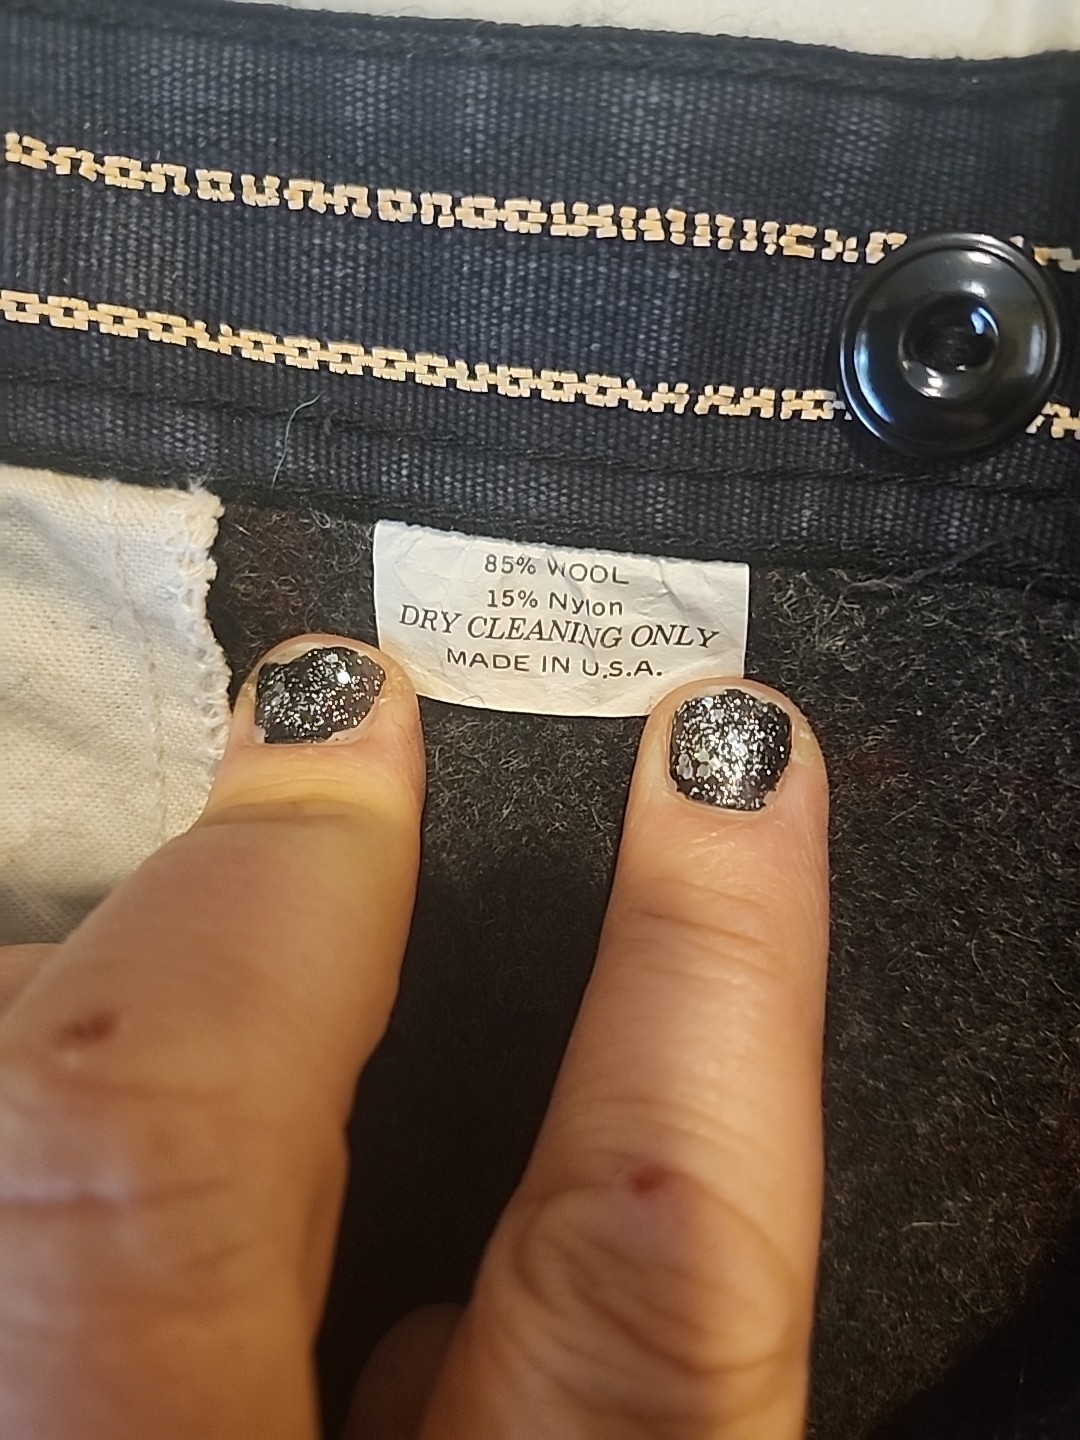 85% WOOL
15% Nylon
DRY CLEANING ONLY
MADE IN U.S.A.